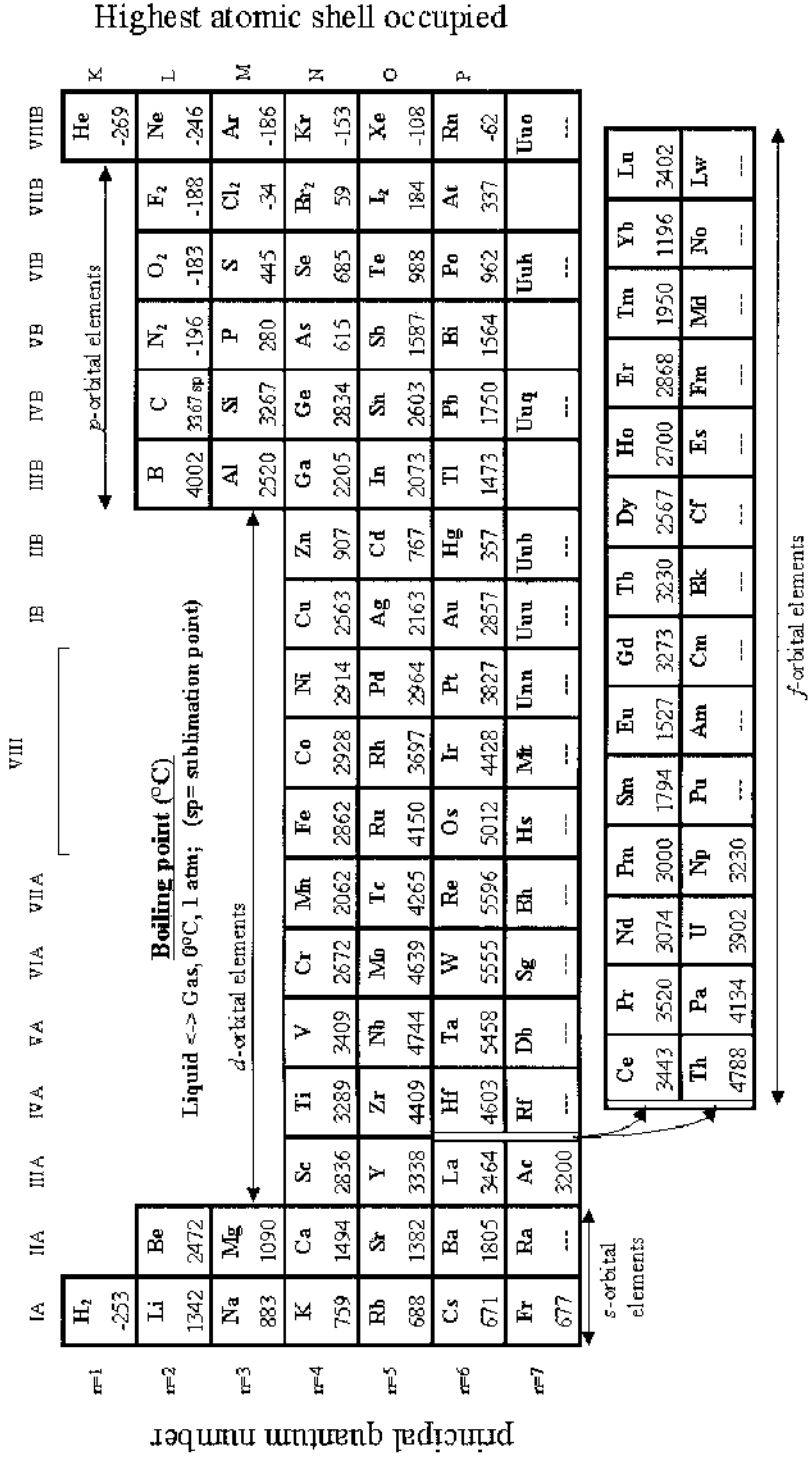 Highest atomic shell occupied
principal quantum number
IA IIA IIIA IVA VA VIA VIIA VIII IB IIB IIIB IVB VB VIB VIIB VIIIB
Boiling point (°C)
Liquid <-> Gas, 0°C, 1 atm; (sp= sublimation point)
p-orbital elements
d-orbital elements
n=1 H₂ He K
-253 -269
n=2 Li Be B C N₂ O₂ F₂ Ne L
1342 2472 4002 3367 sp -196 -183 -188 -246
n=3 Na Mg Al Si P S Cl₂ Ar M
883 1090 2520 3267 280 445 -34 -186
n=4 K Ca Sc Ti V Cr Mn Fe Co Ni Cu Zn Ga Ge As Se Br₂ Kr N
759 1494 2836 3289 3409 2672 2062 2862 2928 2914 2563 907 2205 2834 615 685 59 -153
n=5 Rb Sr Y Zr Nb Mo Tc Ru Rh Pd Ag Cd In Sn Sb Te I₂ Xe O
688 1382 3338 4409 4744 4639 4265 4150 3697 2964 2163 767 2073 2603 1587 988 184 -108
n=6 Cs Ba La Hf Ta W Re Os Ir Pt Au Hg Tl Pb Bi Po At Rn P
671 1805 3464 4603 5458 5555 5596 5012 4428 3827 2857 357 1473 1750 1564 962 337 -62
n=7 Fr Ra Ac Rf Db Sg Bh Hs Mt Unn Uuu Uub Uuq Uuh Uuo
677 --- 3200 --- --- --- --- --- --- --- --- --- --- --- ---
s-orbital
elements
Ce Pr Nd Pm Sm Eu Gd Tb Dy Ho Er Tm Yb Lu
3443 3520 3074 3000 1794 1527 3273 3230 2567 2700 2868 1950 1196 3402
Th Pa U Np Pu Am Cm Bk Cf Es Fm Md No Lw
4788 4134 3902 3230 --- --- --- --- --- --- --- --- --- ---
f-orbital elements